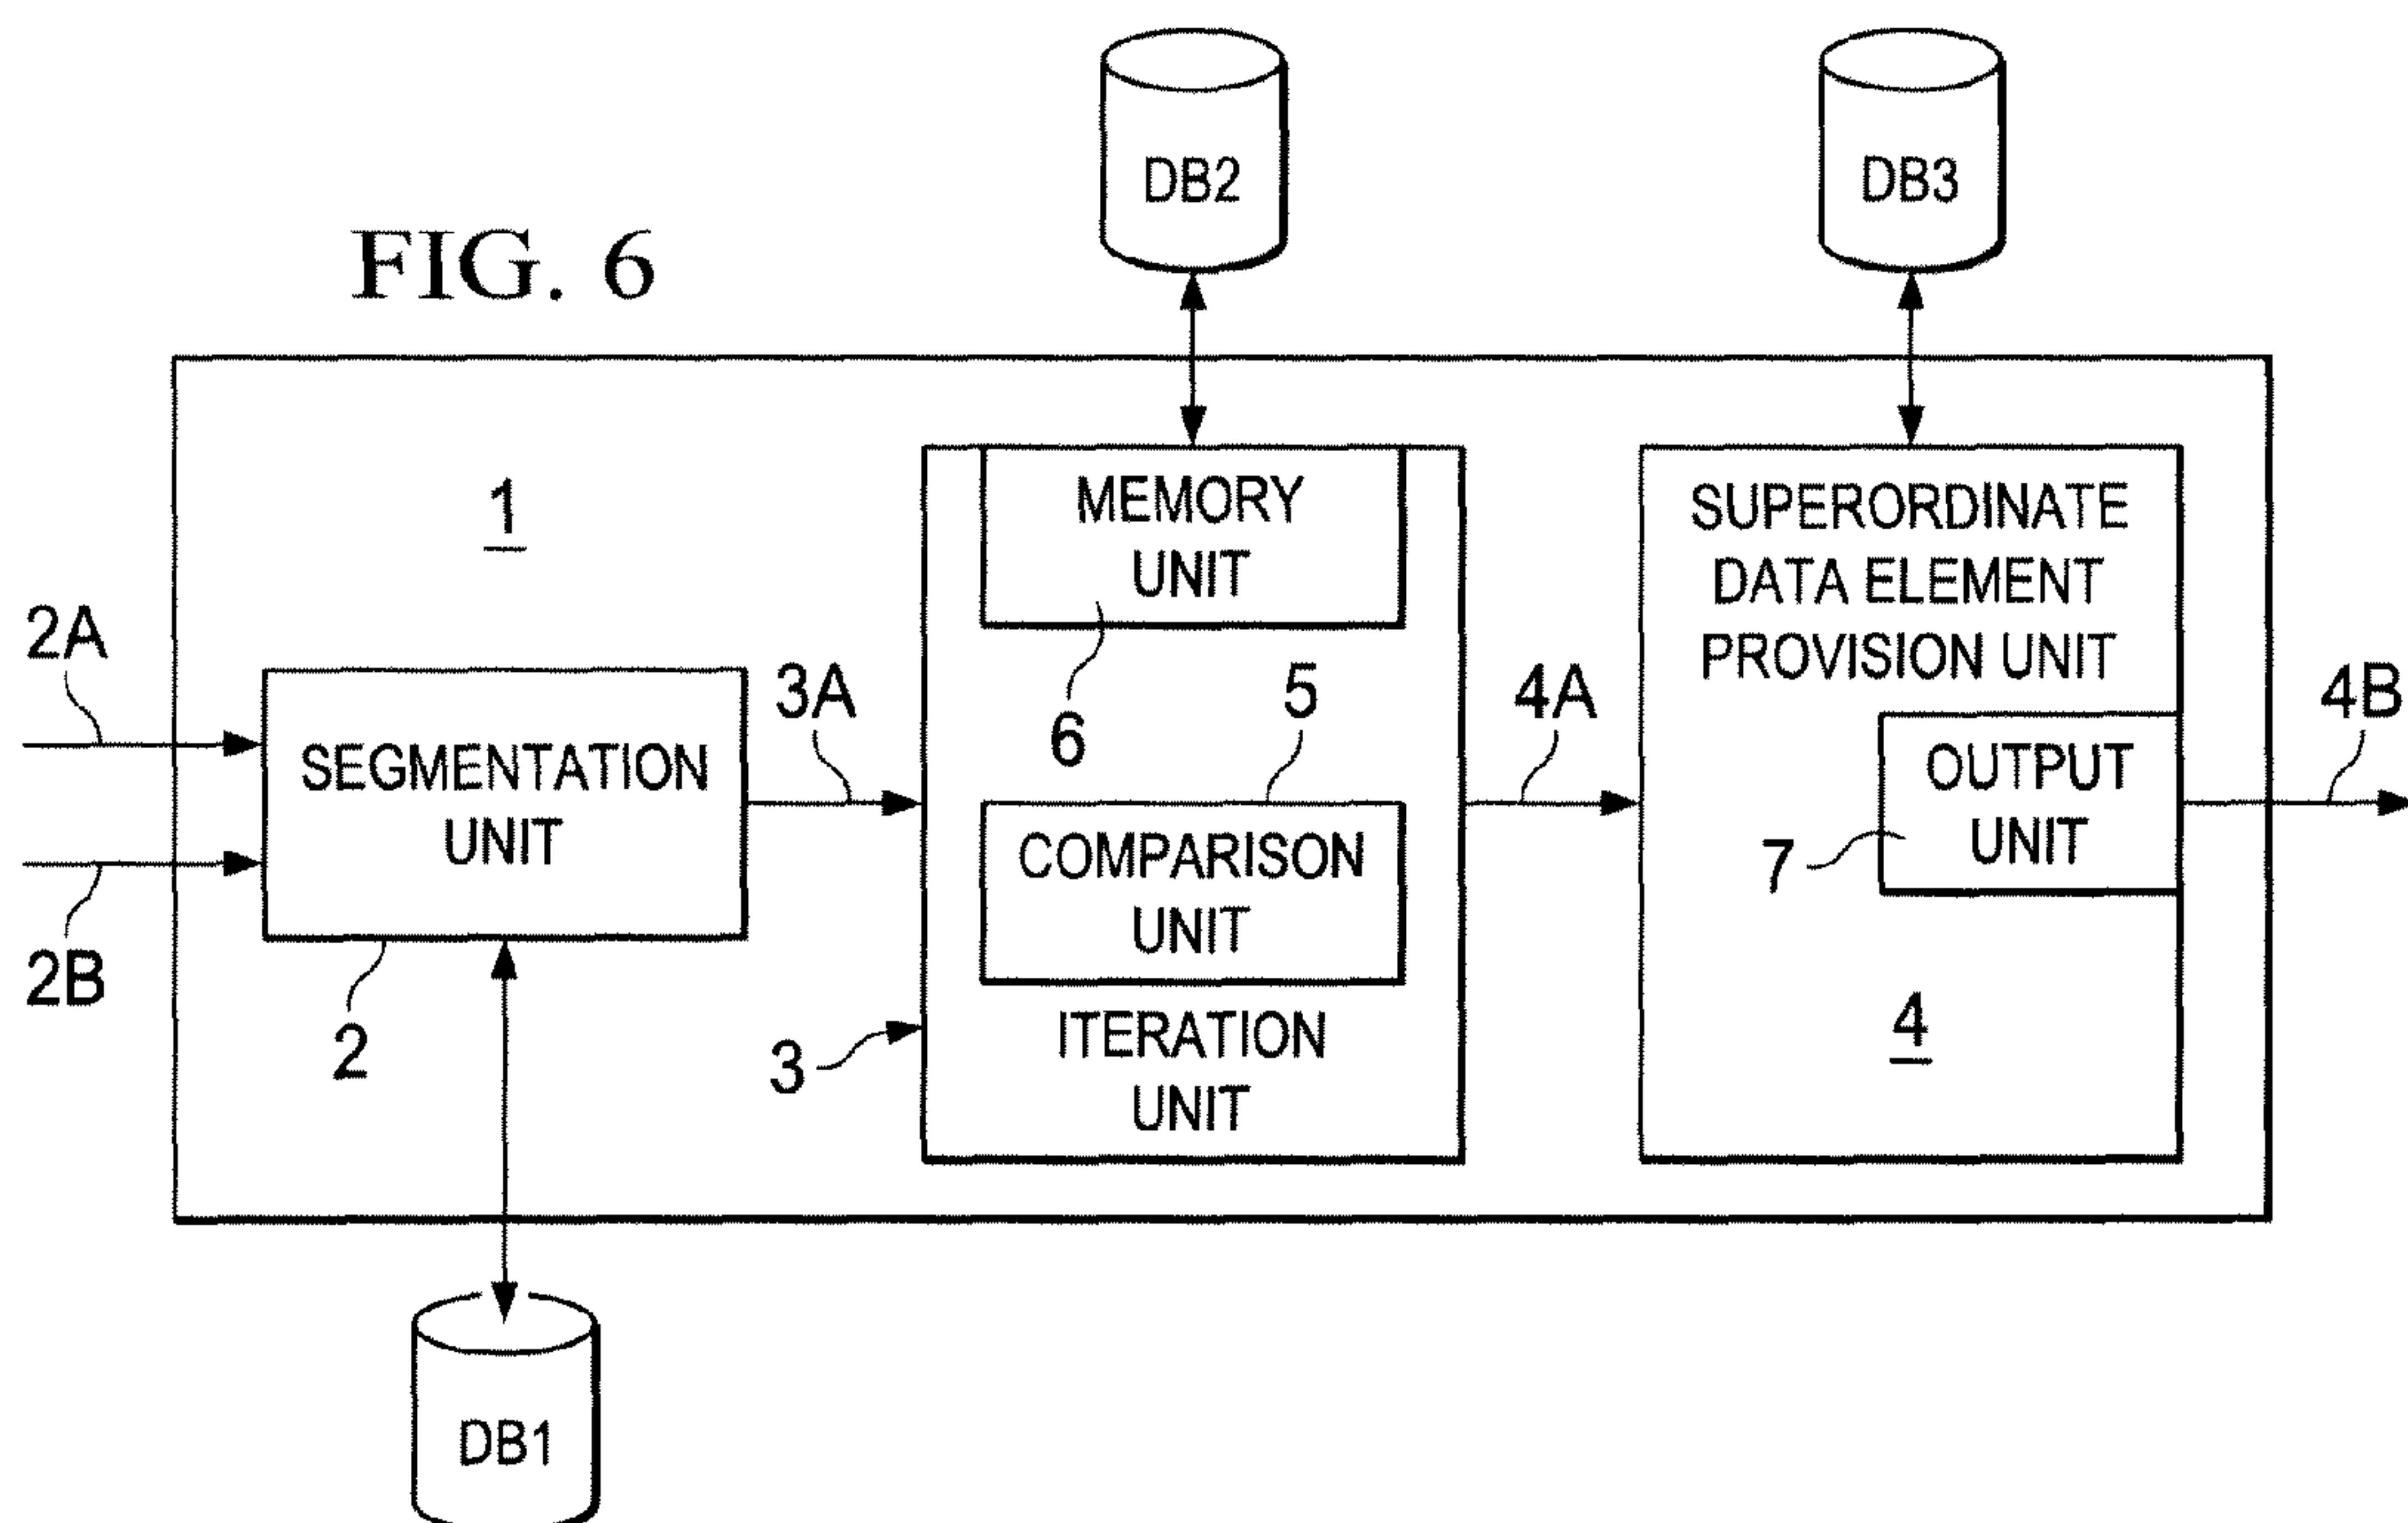 FIG. 6
DB2
DB3
1
MEMORY
UNIT
6
SUPERORDINATE
DATA ELEMENT
PROVISION UNIT
2A
2B
SEGMENTATION
UNIT
2
3A
5
COMPARISON
UNIT
3
ITERATION
UNIT
4A
OUTPUT
UNIT
7
4
4B
DB1